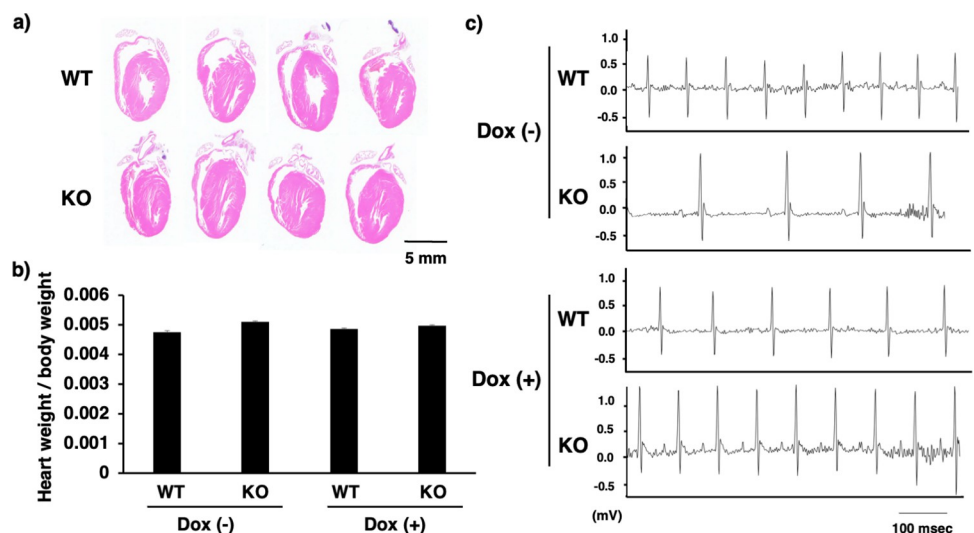 a)
WT
KO
5 mm
b)
Heart weight / body weight
0.006
0.005
0.004
0.003
0.002
0.001
0
WT KO WT KO
Dox (-) Dox (+)
c)
Dox (-)
WT
1.0
0.5
0.0
-0.5
KO
1.0
0.5
0.0
-0.5
Dox (+)
WT
1.0
0.5
0.0
-0.5
KO
1.0
0.5
0.0
-0.5
(mV)
100 msec